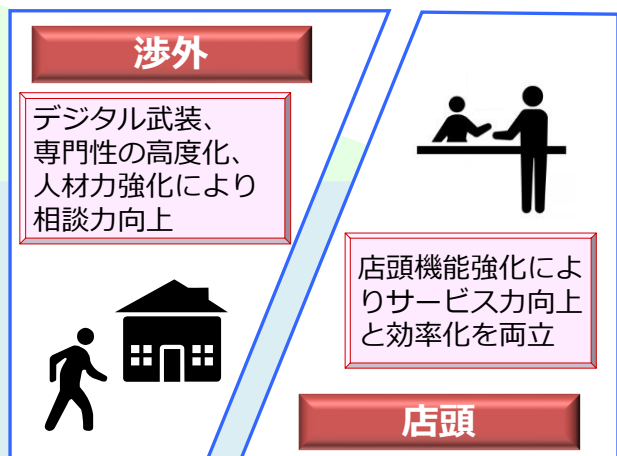 渉外
デジタル武装、
専門性の高度化、
人材力強化により
相談力向上
店頭機能強化によ
りサービス力向上
と効率化を両立
店頭